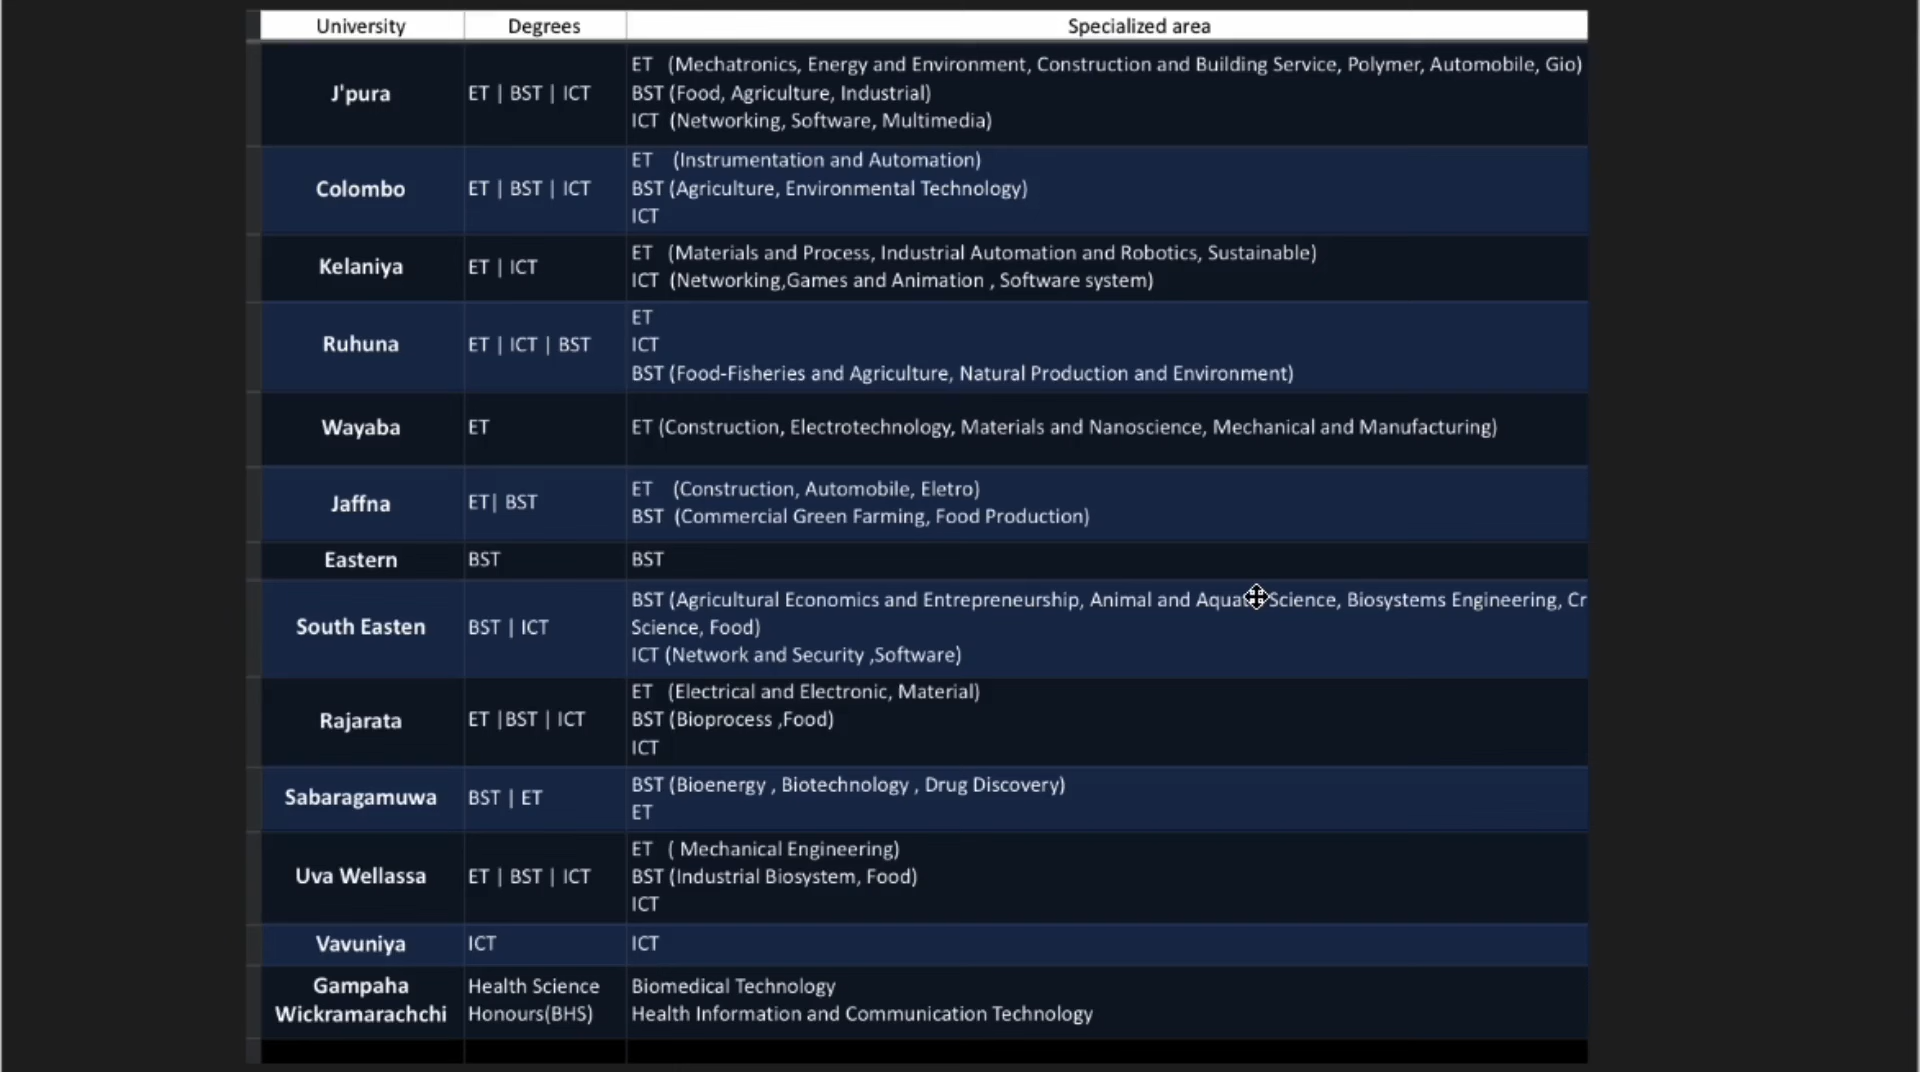 University Degrees Specialized area
J'pura ET | BST | ICT
ET (Mechatronics, Energy and Environment, Construction and Building Service, Polymer, Automobile, Gio)
BST (Food, Agriculture, Industrial)
ICT (Networking, Software, Multimedia)
Colombo ET | BST | ICT
ET (Instrumentation and Automation)
BST (Agriculture, Environmental Technology)
ICT
Kelaniya ET | ICT
ET (Materials and Process, Industrial Automation and Robotics, Sustainable)
ICT (Networking,Games and Animation , Software system)
Ruhuna ET | ICT | BST
ET
ICT
BST (Food-Fisheries and Agriculture, Natural Production and Environment)
Wayaba ET
ET (Construction, Electrotechnology, Materials and Nanoscience, Mechanical and Manufacturing)
Jaffna ET| BST
ET (Construction, Automobile, Eletro)
BST (Commercial Green Farming, Food Production)
Eastern BST BST
South Easten BST | ICT
BST (Agricultural Economics and Entrepreneurship, Animal and Science, Biosystems Engineering, Cr
Science, Food)
ICT (Network and Security ,Software)
Rajarata ET |BST | ICT
ET (Electrical and Electronic, Material)
BST (Bioprocess ,Food)
ICT
Sabaragamuwa BST | ET
BST (Bioenergy , Biotechnology , Drug Discovery)
ET
Uva Wellassa ET | BST | ICT
ET ( Mechanical Engineering)
BST (Industrial Biosystem, Food)
ICT
Vavuniya ICT ICT
Gampaha Health Science Biomedical Technology
Wickramarachchi Honours(BHS) Health Information and Communication Technology